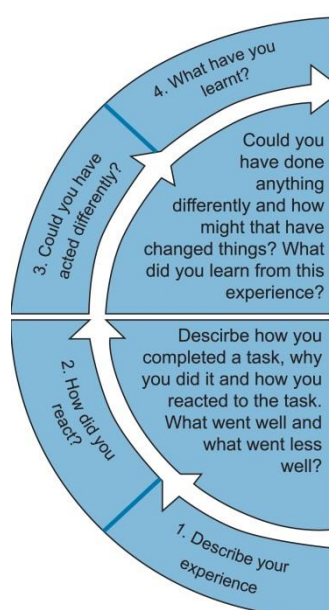 4. What have you
learnt?
3. Could you have
acted differently?
Could you
have done
anything
differently and how
might that have
changed things? What
did you learn from this
experience?
Descirbe how you
completed a task, why
you did it and how you
reacted to the task.
What went well and
what went less
well?
2. How did you
react?
1. Describe your
experience